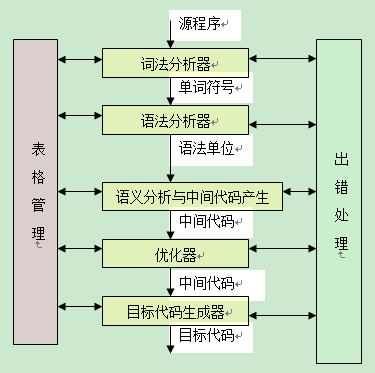 源程序
词法分析器
单词符号
语法分析器
语法单位
语义分析与中间代码产生
中间代码
优化器
中间代码
目标代码生成器
目标代码
表格管理
出错处理